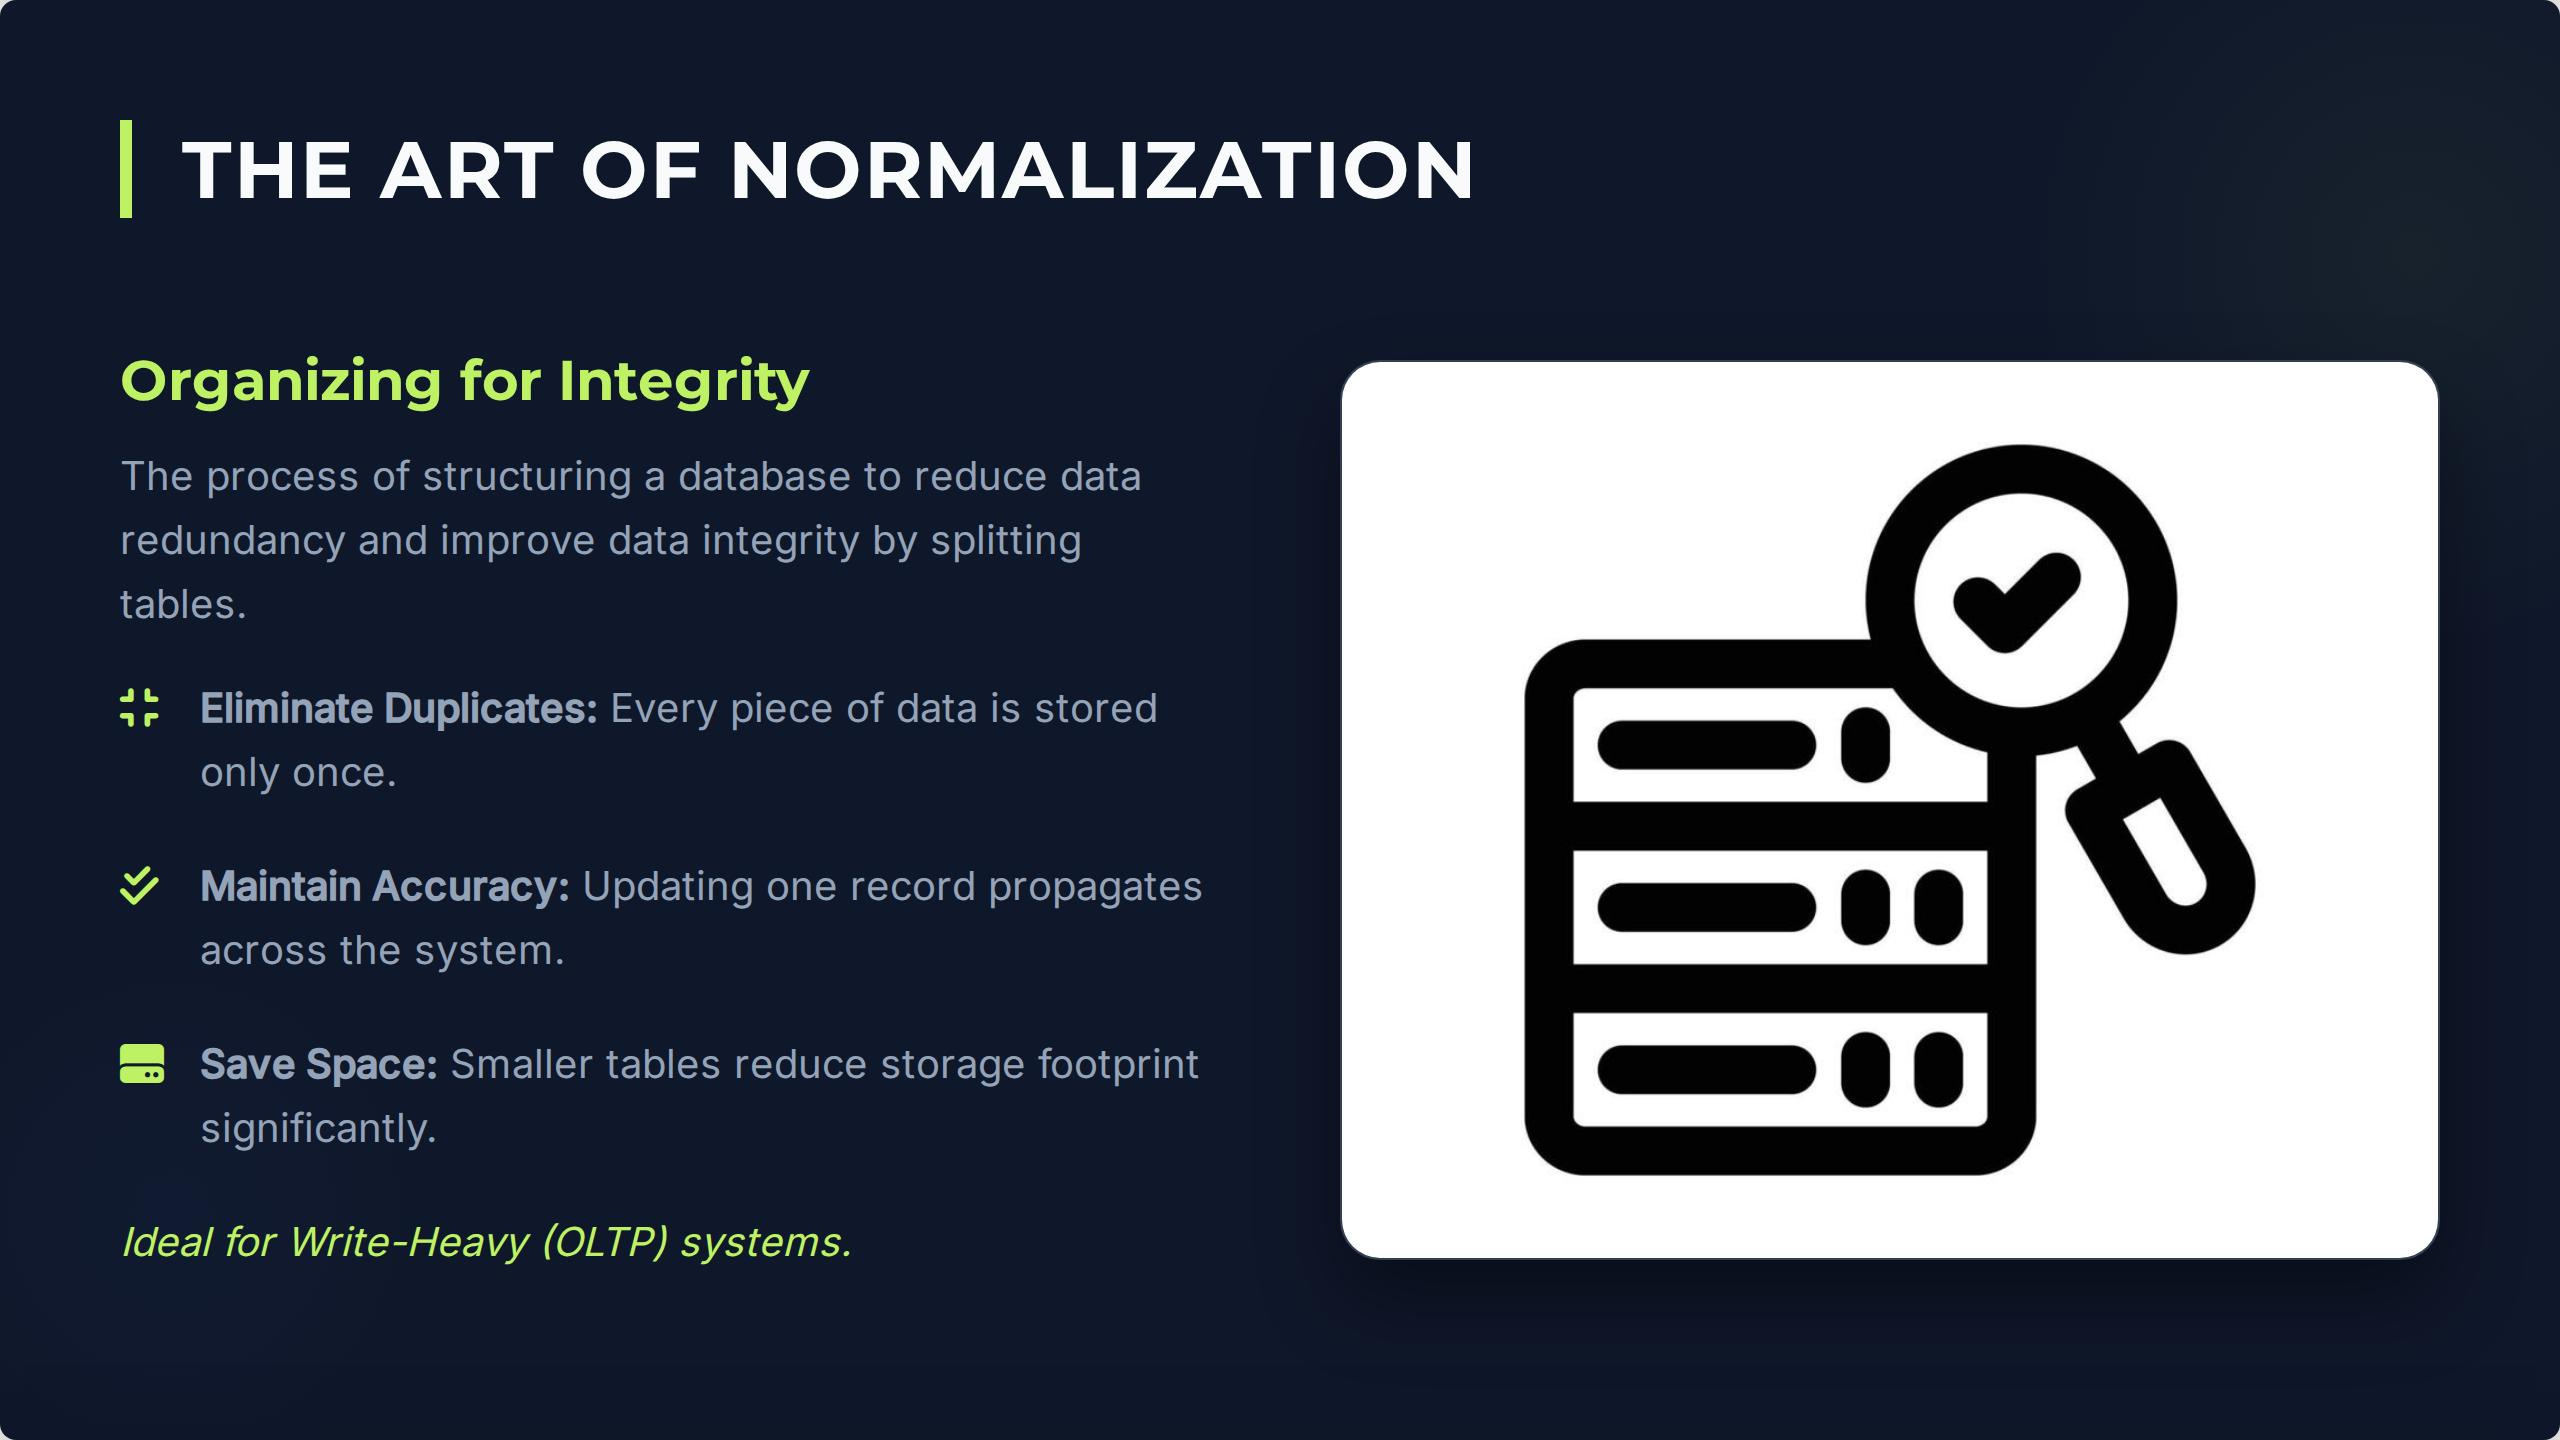 THE ART OF NORMALIZATION
Organizing for Integrity
The process of structuring a database to reduce data
redundancy and improve data integrity by splitting
tables.
Eliminate Duplicates: Every piece of data is stored
only once.
Maintain Accuracy: Updating one record propagates
across the system.
Save Space: Smaller tables reduce storage footprint
significantly.
Ideal for Write-Heavy (OLTP) systems.